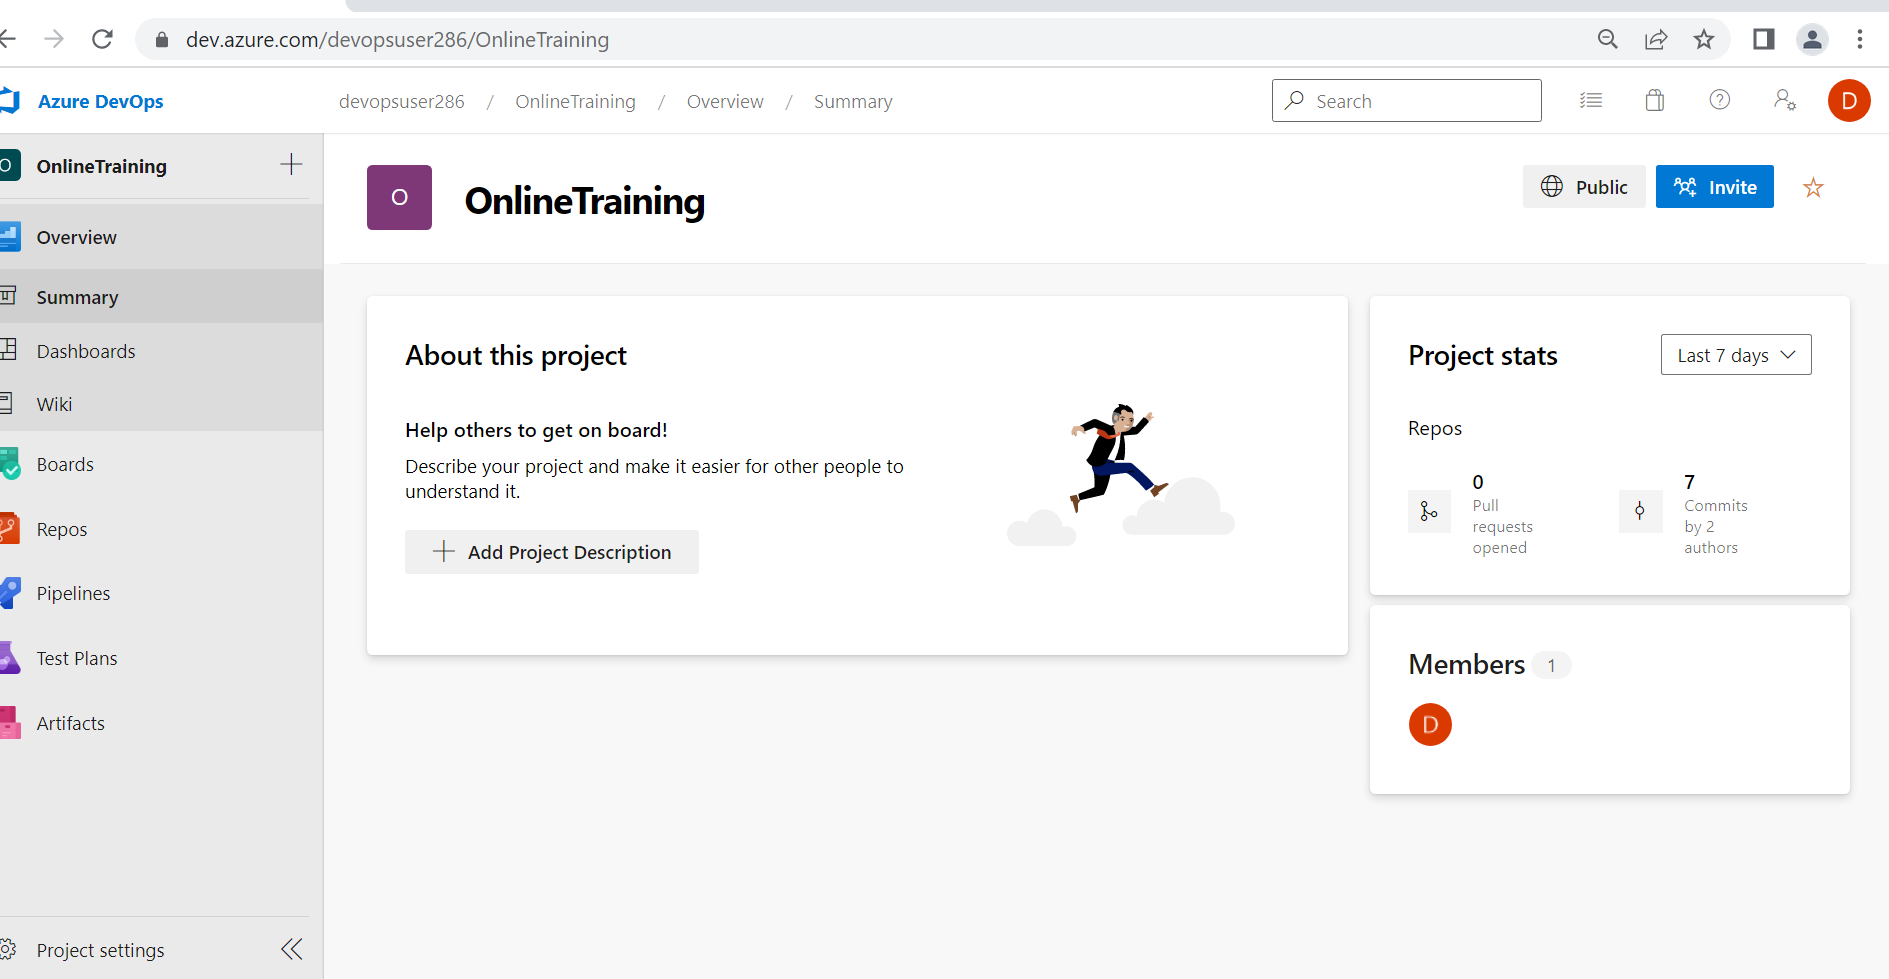 dev.azure.com/devopsuser286/OnlineTraining
Azure DevOps
devopsuser286 / OnlineTraining / Overview / Summary
Search
D
O
OnlineTraining
Overview
Summary
Dashboards
Wiki
Boards
Repos
Pipelines
Test Plans
Artifacts
Project settings
O
OnlineTraining
Public
Invite
About this project
Help others to get on board!
Describe your project and make it easier for other people to
understand it.
Add Project Description
Project stats
Last 7 days
Repos
0
Pull
requests
opened
7
Commits
by 2
authors
Members 1
D